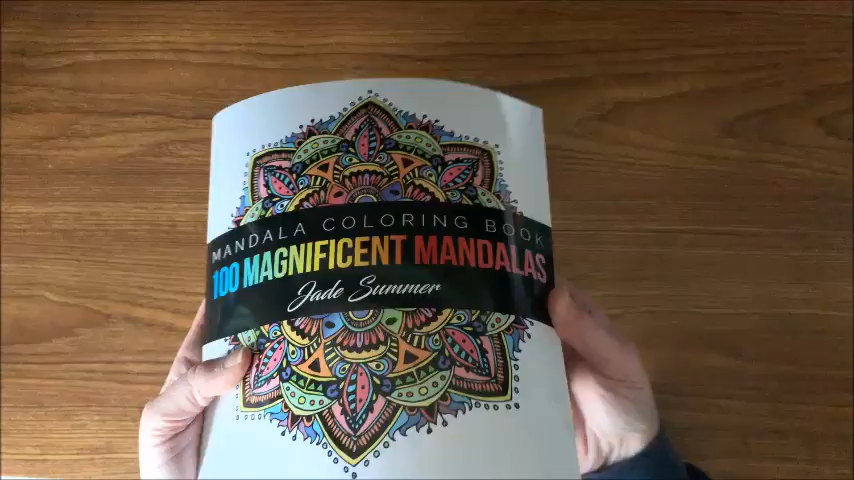 MANDALA COLORING BOOK
100 MAGNIFICENT MANDALAS
Jade Summer